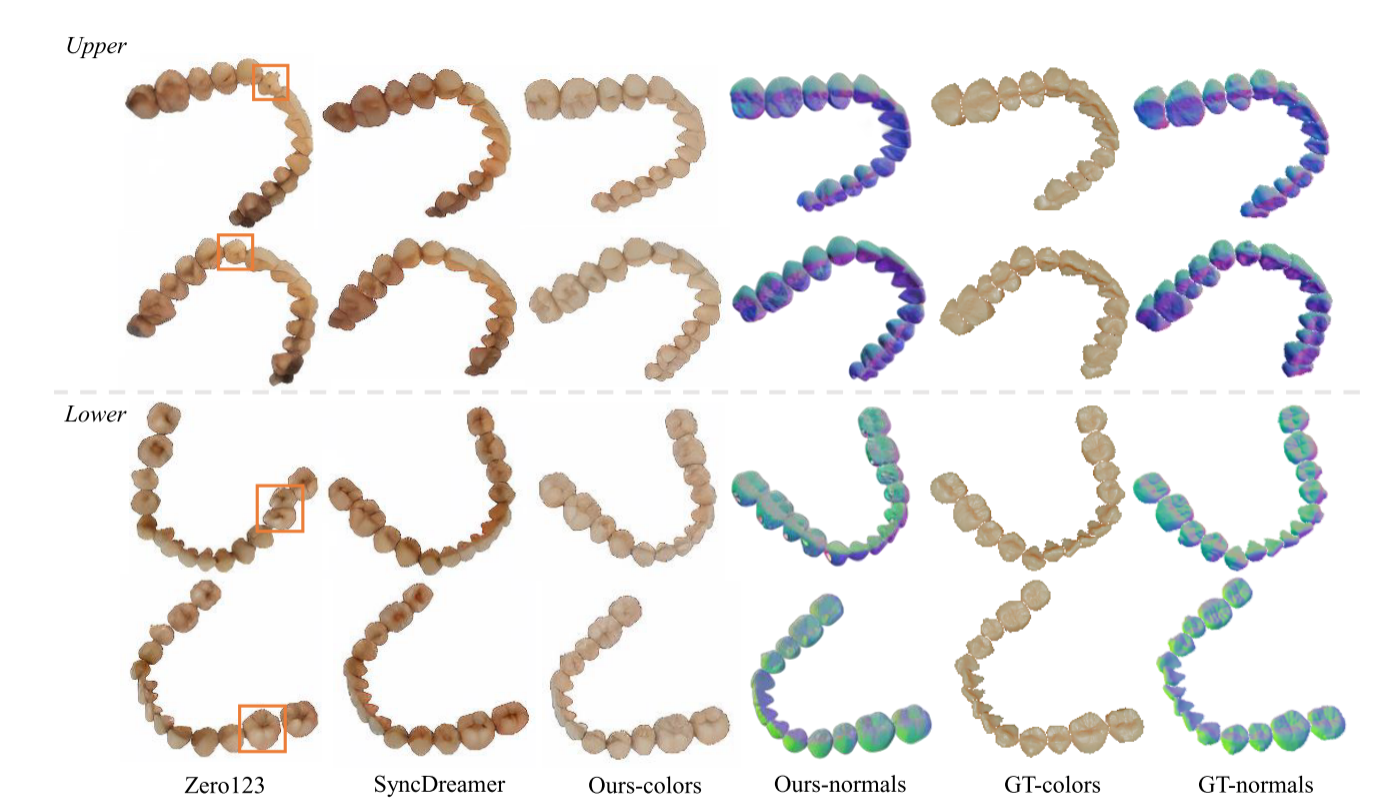 Upper
Lower
Zero123
SyncDreamer
Ours-colors
Ours-normals
GT-colors
GT-normals